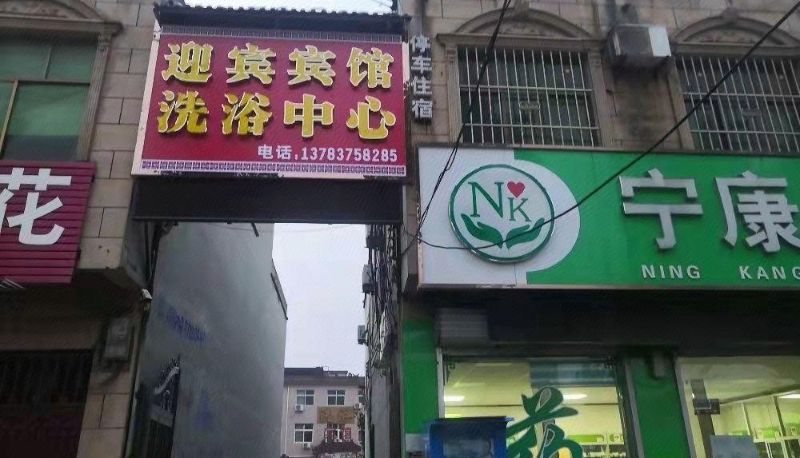 迎宾宾馆
洗浴中心
电话:13783758285
停车住宿
花
NK
宁康
NING KANG
药